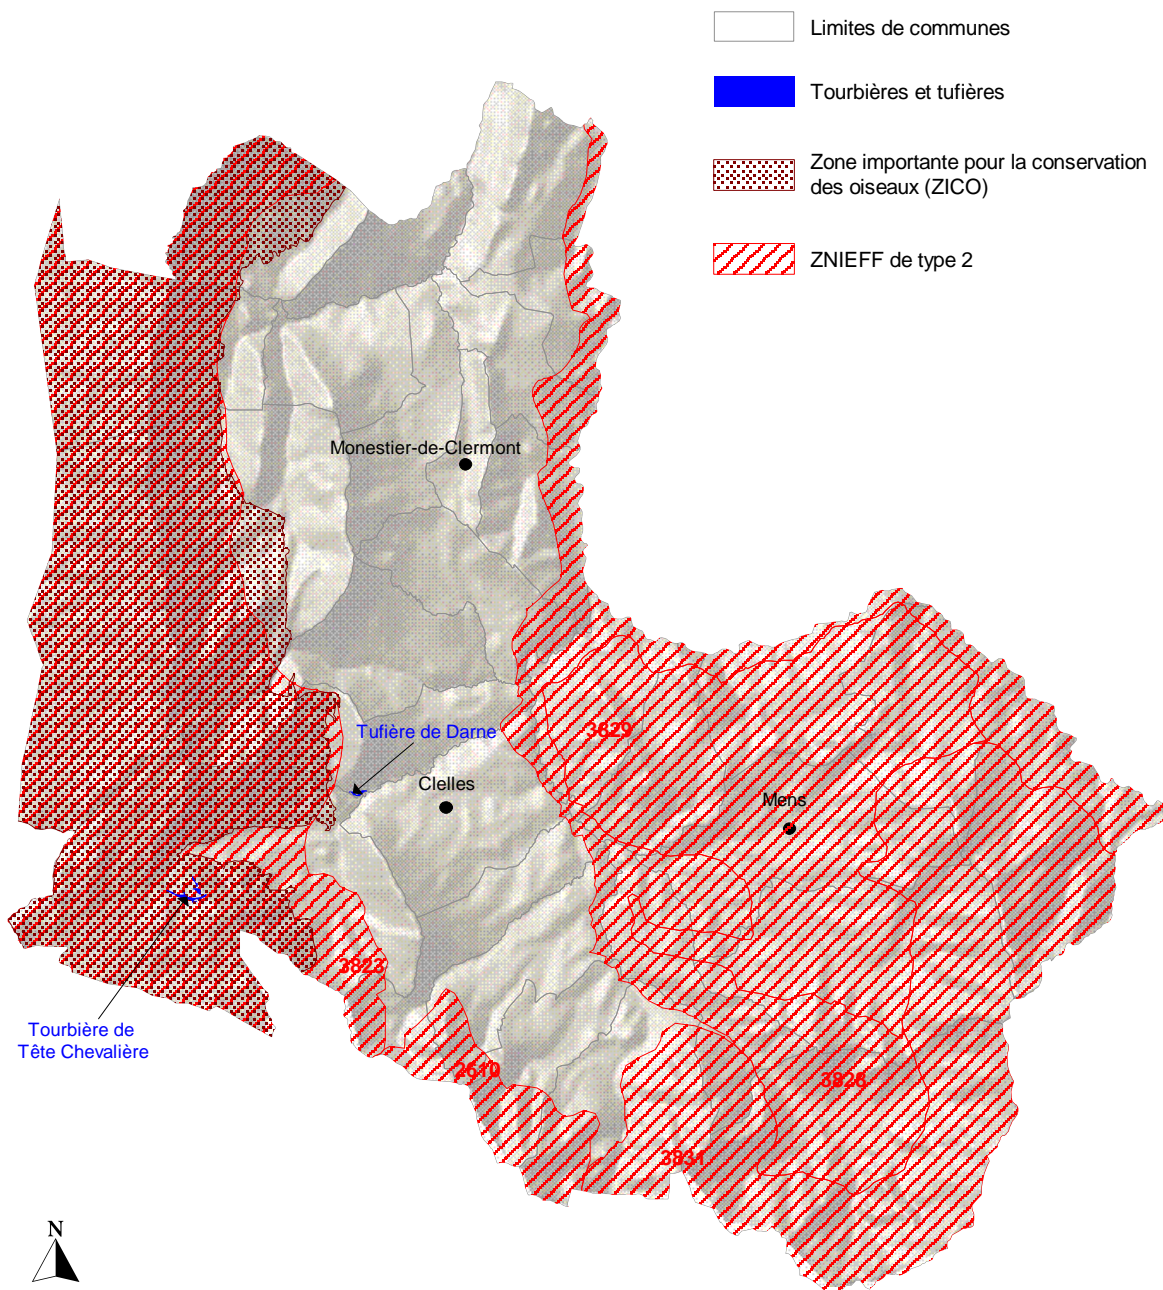 Limites de communes
Tourbières et tufières
Zone importante pour la conservation
des oiseaux (ZICO)
ZNIEFF de type 2
Monestier-de-Clermont
3829
Tufière de Darne
Clelles
Mens
3823
Tourbière de
Tête Chevalière
2610
3828
3831
N